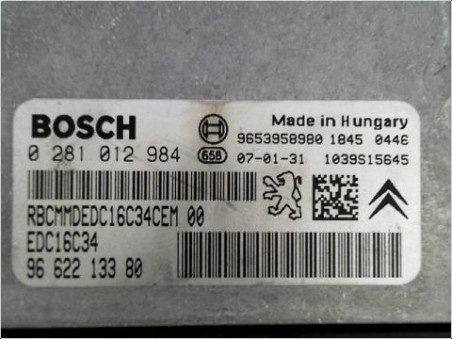 BOSCH
Made in Hungary
9653958980 1845 0446
0 281 012 984
658
07-01-31 1039S15645
RBCMMDEDC16C34CEM 00
EDC16C34
96 622 133 80